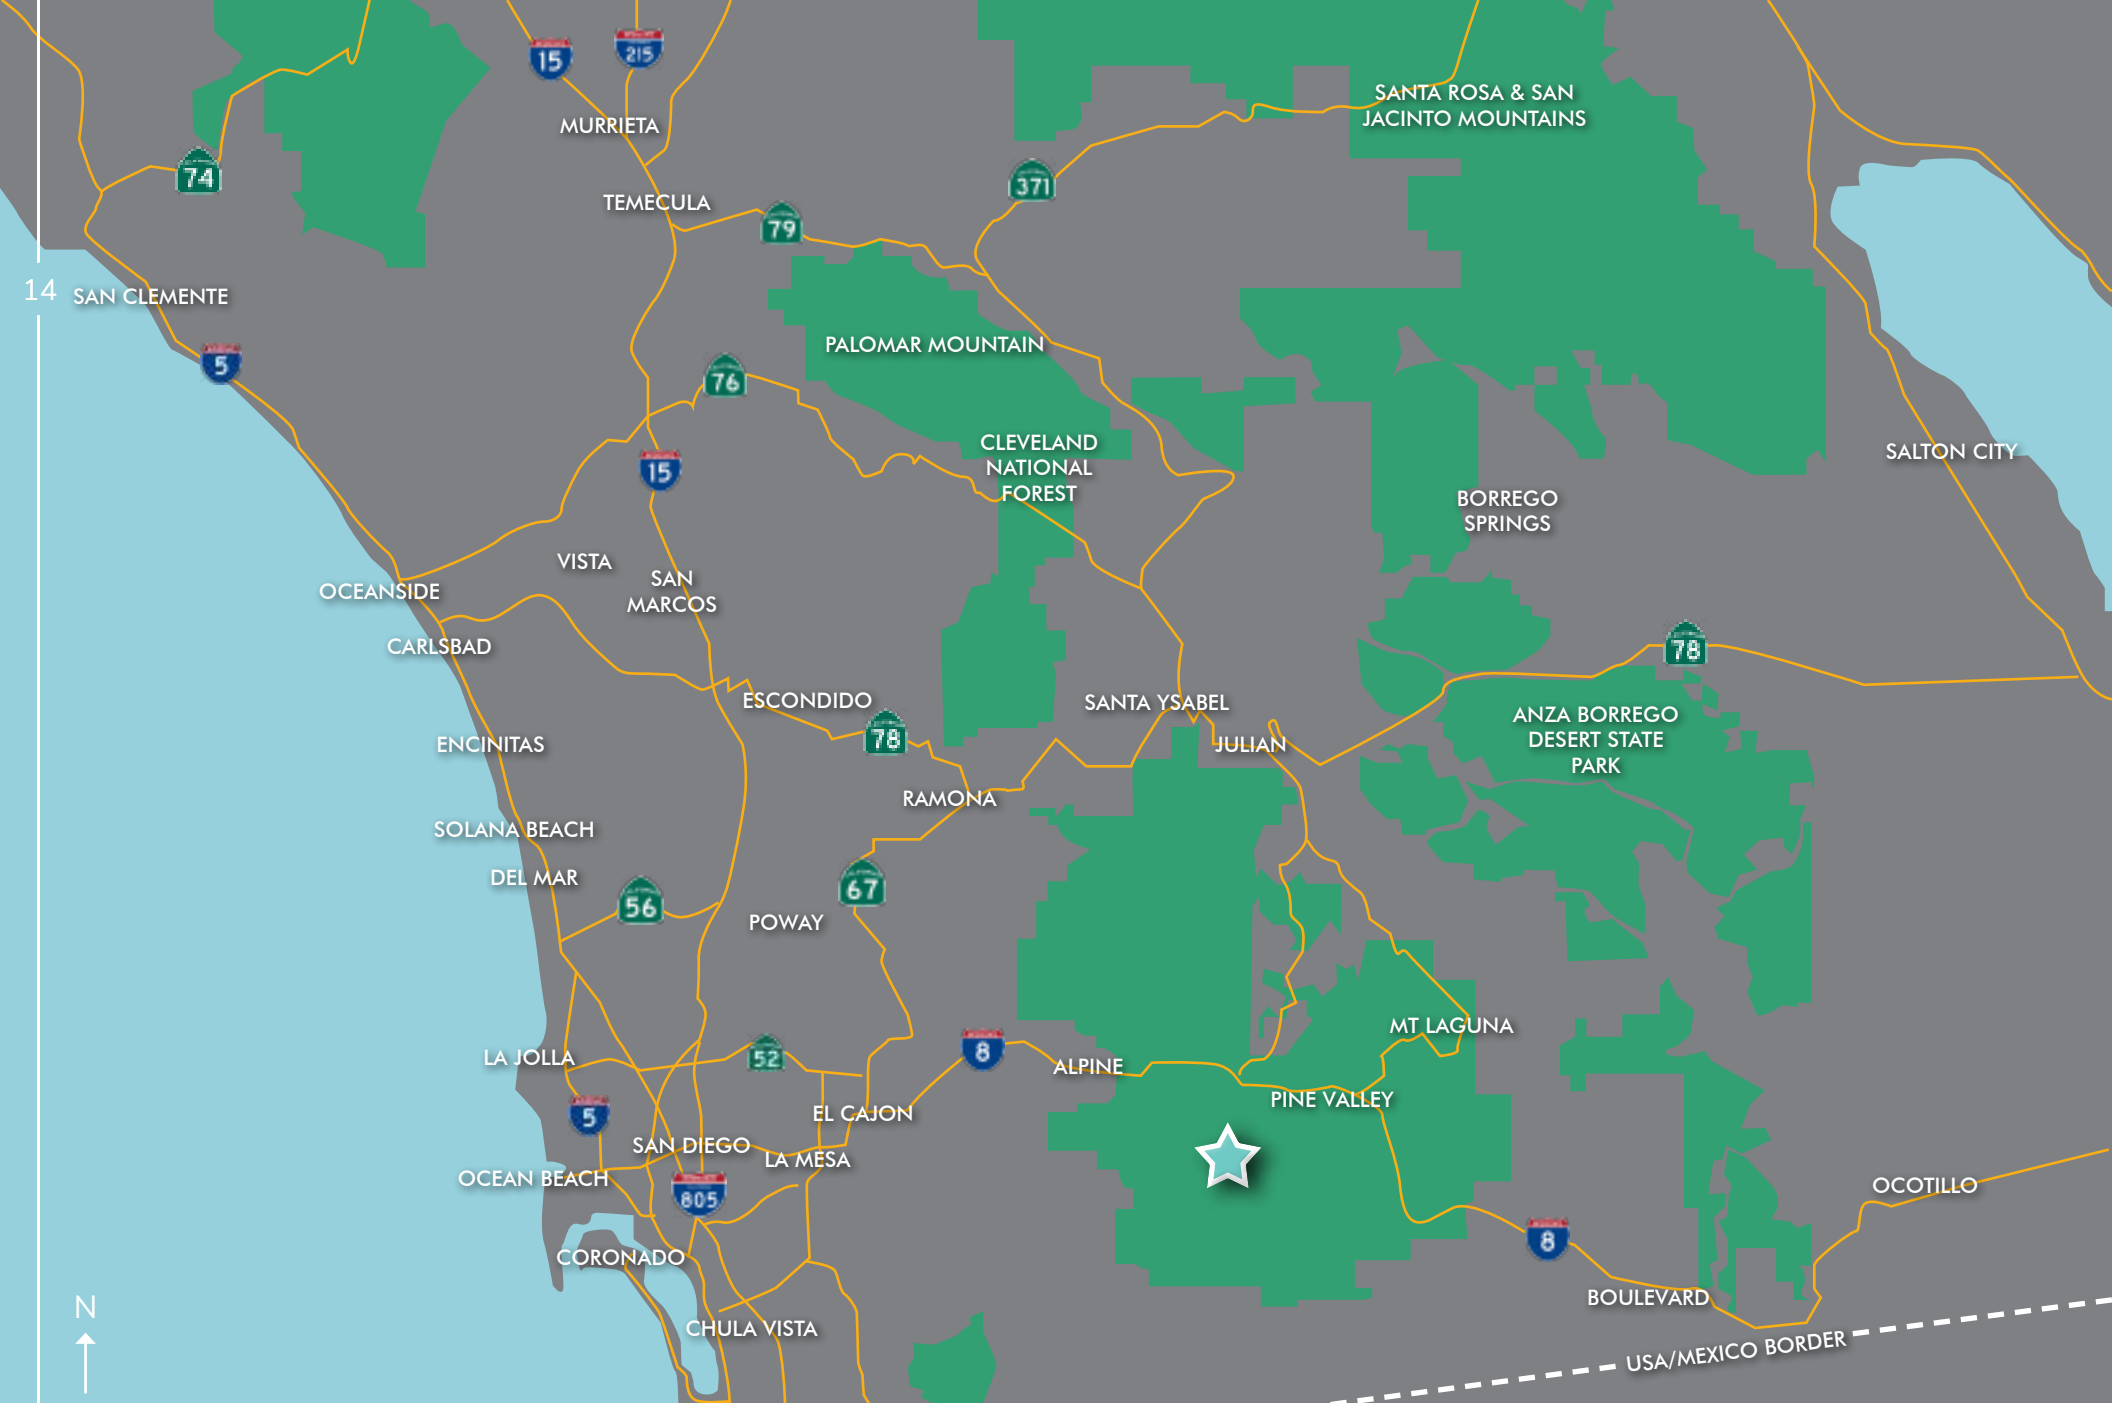 15
215
SANTA ROSA & SAN
JACINTO MOUNTAINS
MURRIETA
74
371
TEMECULA
79
14
SAN CLEMENTE
PALOMAR MOUNTAIN
5
76
CLEVELAND
NATIONAL
FOREST
SALTON CITY
15
BORREGO
SPRINGS
VISTA
SAN
MARCOS
OCEANSIDE
CARLSBAD
78
ESCONDIDO
SANTA YSABEL
ANZA BORREGO
DESERT STATE
PARK
78
ENCINITAS
JULIAN
RAMONA
SOLANA BEACH
DEL MAR
67
56
POWAY
MT LAGUNA
LA JOLLA
52
8
ALPINE
PINE VALLEY
5
EL CAJON
SAN DIEGO
LA MESA
OCEAN BEACH
805
OCOTILLO
8
CORONADO
BOULEVARD
N
CHULA VISTA
USA/MEXICO BORDER